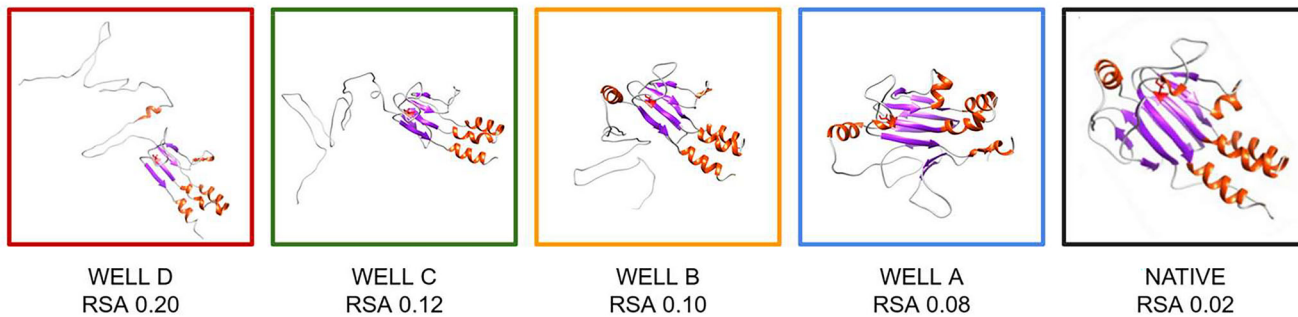 WELL D
RSA 0.20
WELL C
RSA 0.12
WELL B
RSA 0.10
WELL A
RSA 0.08
NATIVE
RSA 0.02